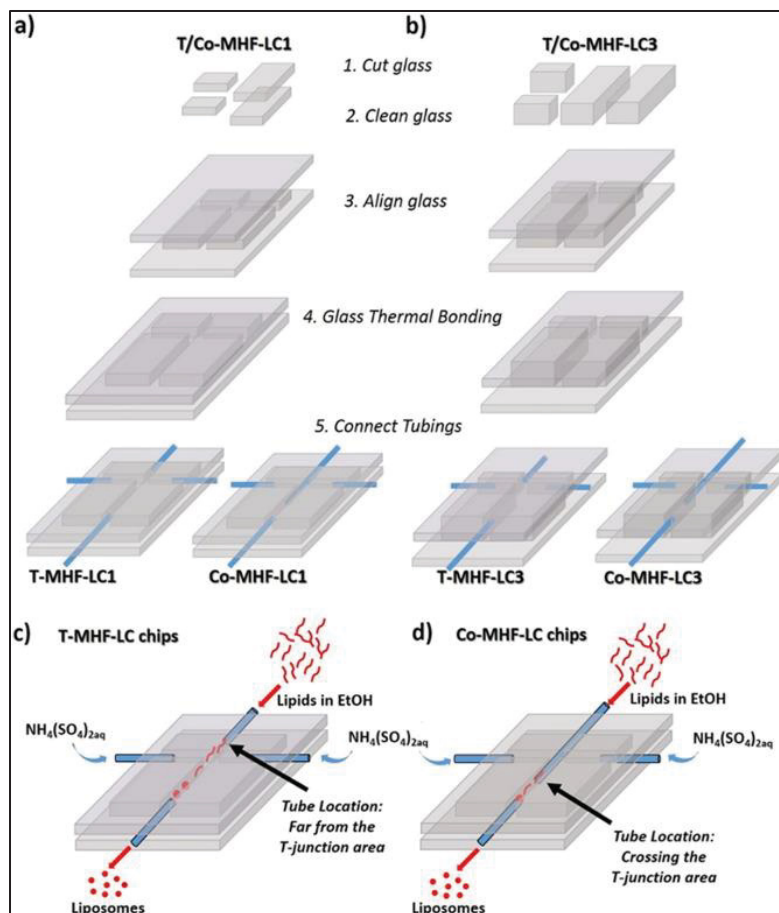 a)
T/Co-MHF-LC1
b)
T/Co-MHF-LC3
1. Cut glass
2. Clean glass
3. Align glass
4. Glass Thermal Bonding
5. Connect Tubings
T-MHF-LC1
Co-MHF-LC1
T-MHF-LC3
Co-MHF-LC3
c)
T-MHF-LC chips
Lipids in EtOH
NH₄(SO₄)₂aq
NH₄(SO₄)₂aq
Tube Location:
Far from the
T-junction area
Liposomes
d)
Co-MHF-LC chips
Lipids in EtOH
NH₄(SO₄)₂aq
Tube Location:
Crossing the
T-junction area
Liposomes